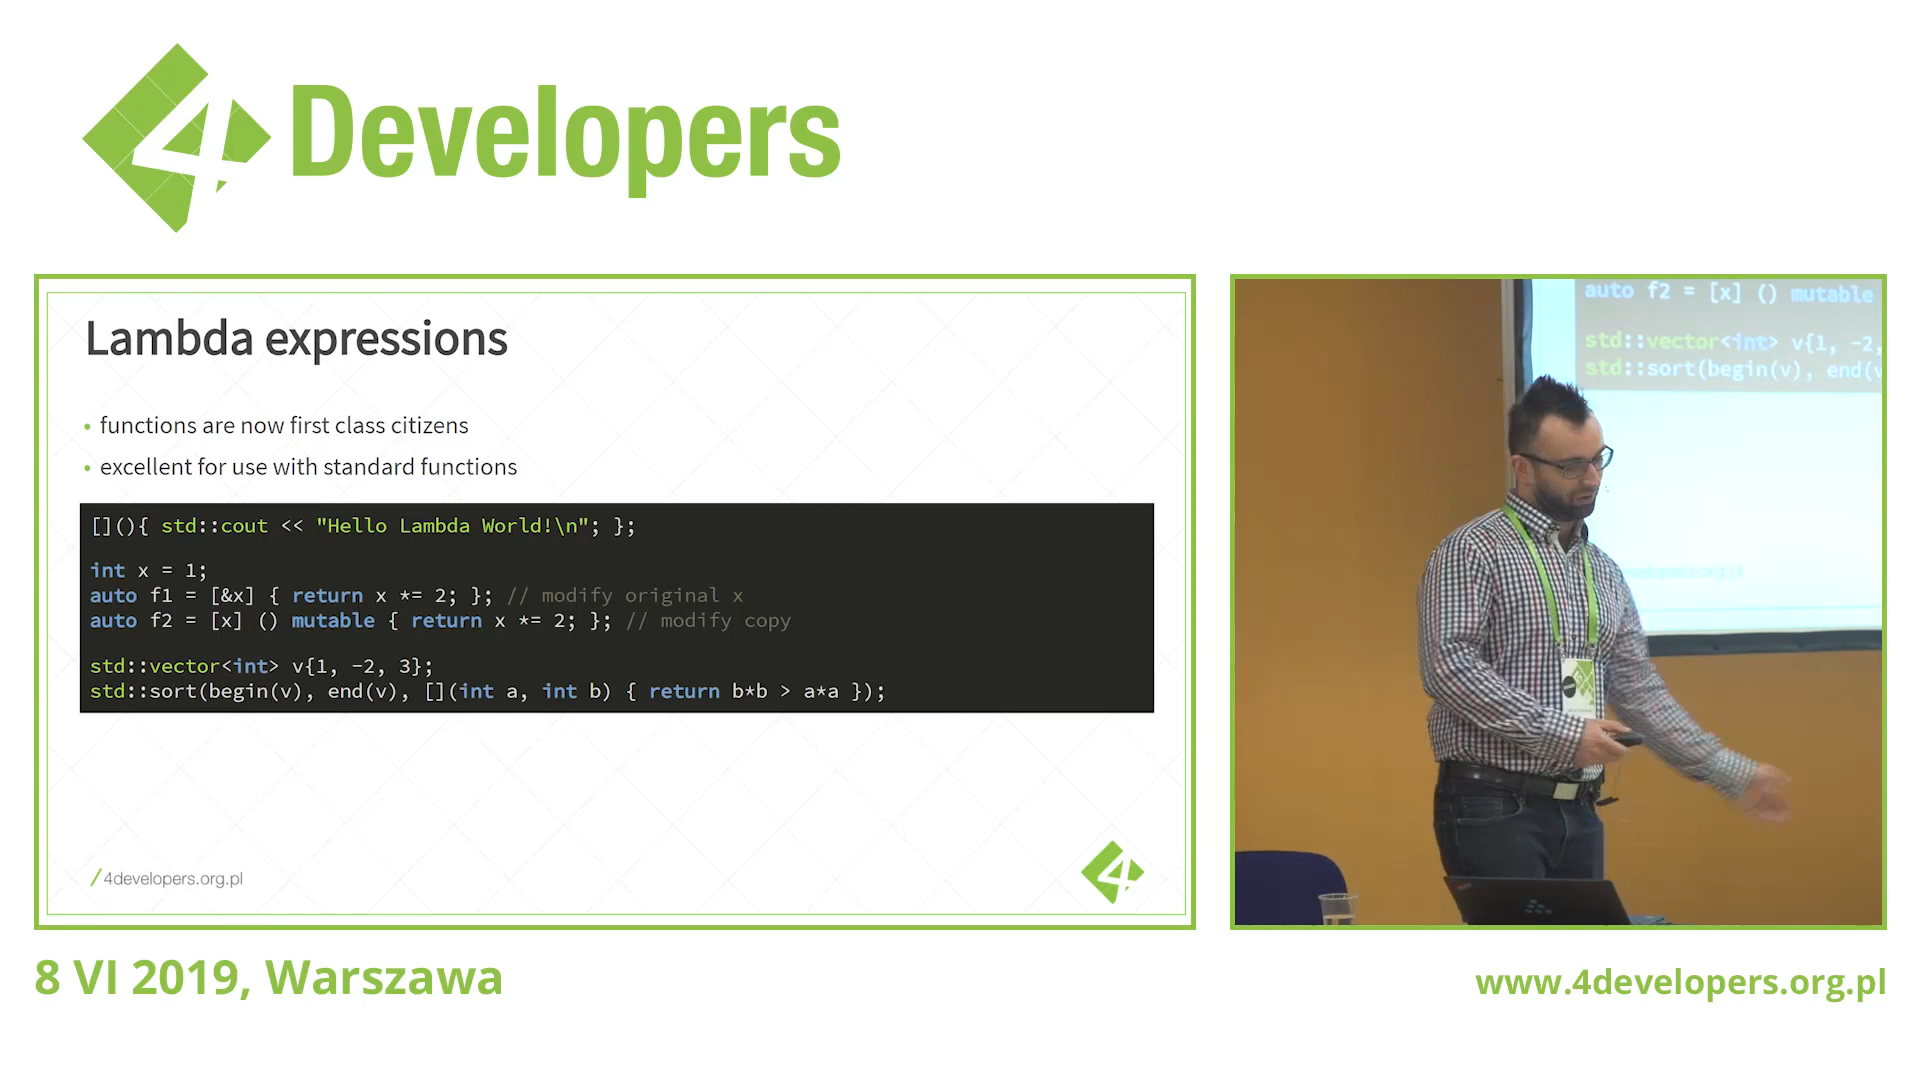 4 Developers
Lambda expressions
• functions are now first class citizens
• excellent for use with standard functions
[](){ std::cout << "Hello Lambda World!\n"; };
int x = 1;
auto f1 = [&x] { return x *= 2; }; // modify original x
auto f2 = [x] () mutable { return x *= 2; }; // modify copy
std::vector<int> v{1, -2, 3};
std::sort(begin(v), end(v), [](int a, int b) { return b*b > a*a });
/4developers.org.pl
4
auto f2 = [x] () mutable
std::vector<int> v{1, -2,
std::sort(begin(v), end(v
8 VI 2019, Warszawa
www.4developers.org.pl